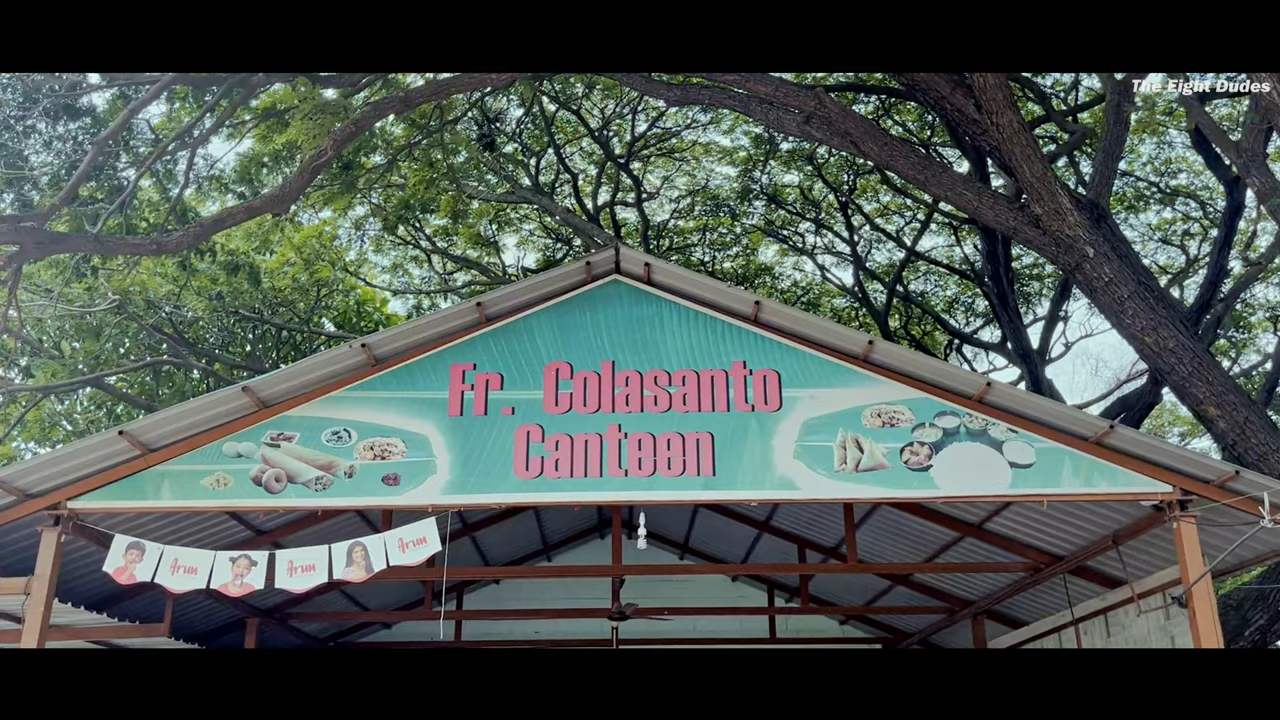 The Eight Dudes
Fr. Colasanto
Canteen
Arun
Arun
Arun